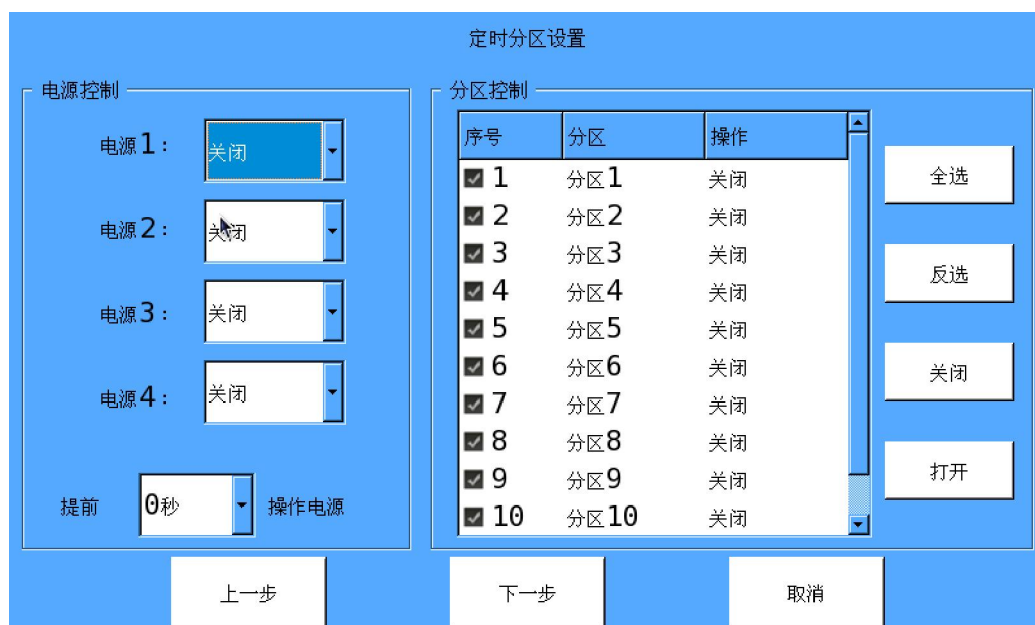 定时分区设置
电源控制
电源1：
关闭
电源2：
关闭
电源3：
关闭
电源4：
关闭
提前 0秒 操作电源
分区控制
序号 分区 操作
1 分区1 关闭
2 分区2 关闭
3 分区3 关闭
4 分区4 关闭
5 分区5 关闭
6 分区6 关闭
7 分区7 关闭
8 分区8 关闭
9 分区9 关闭
10 分区10 关闭
全选
反选
关闭
打开
上一步 下一步 取消